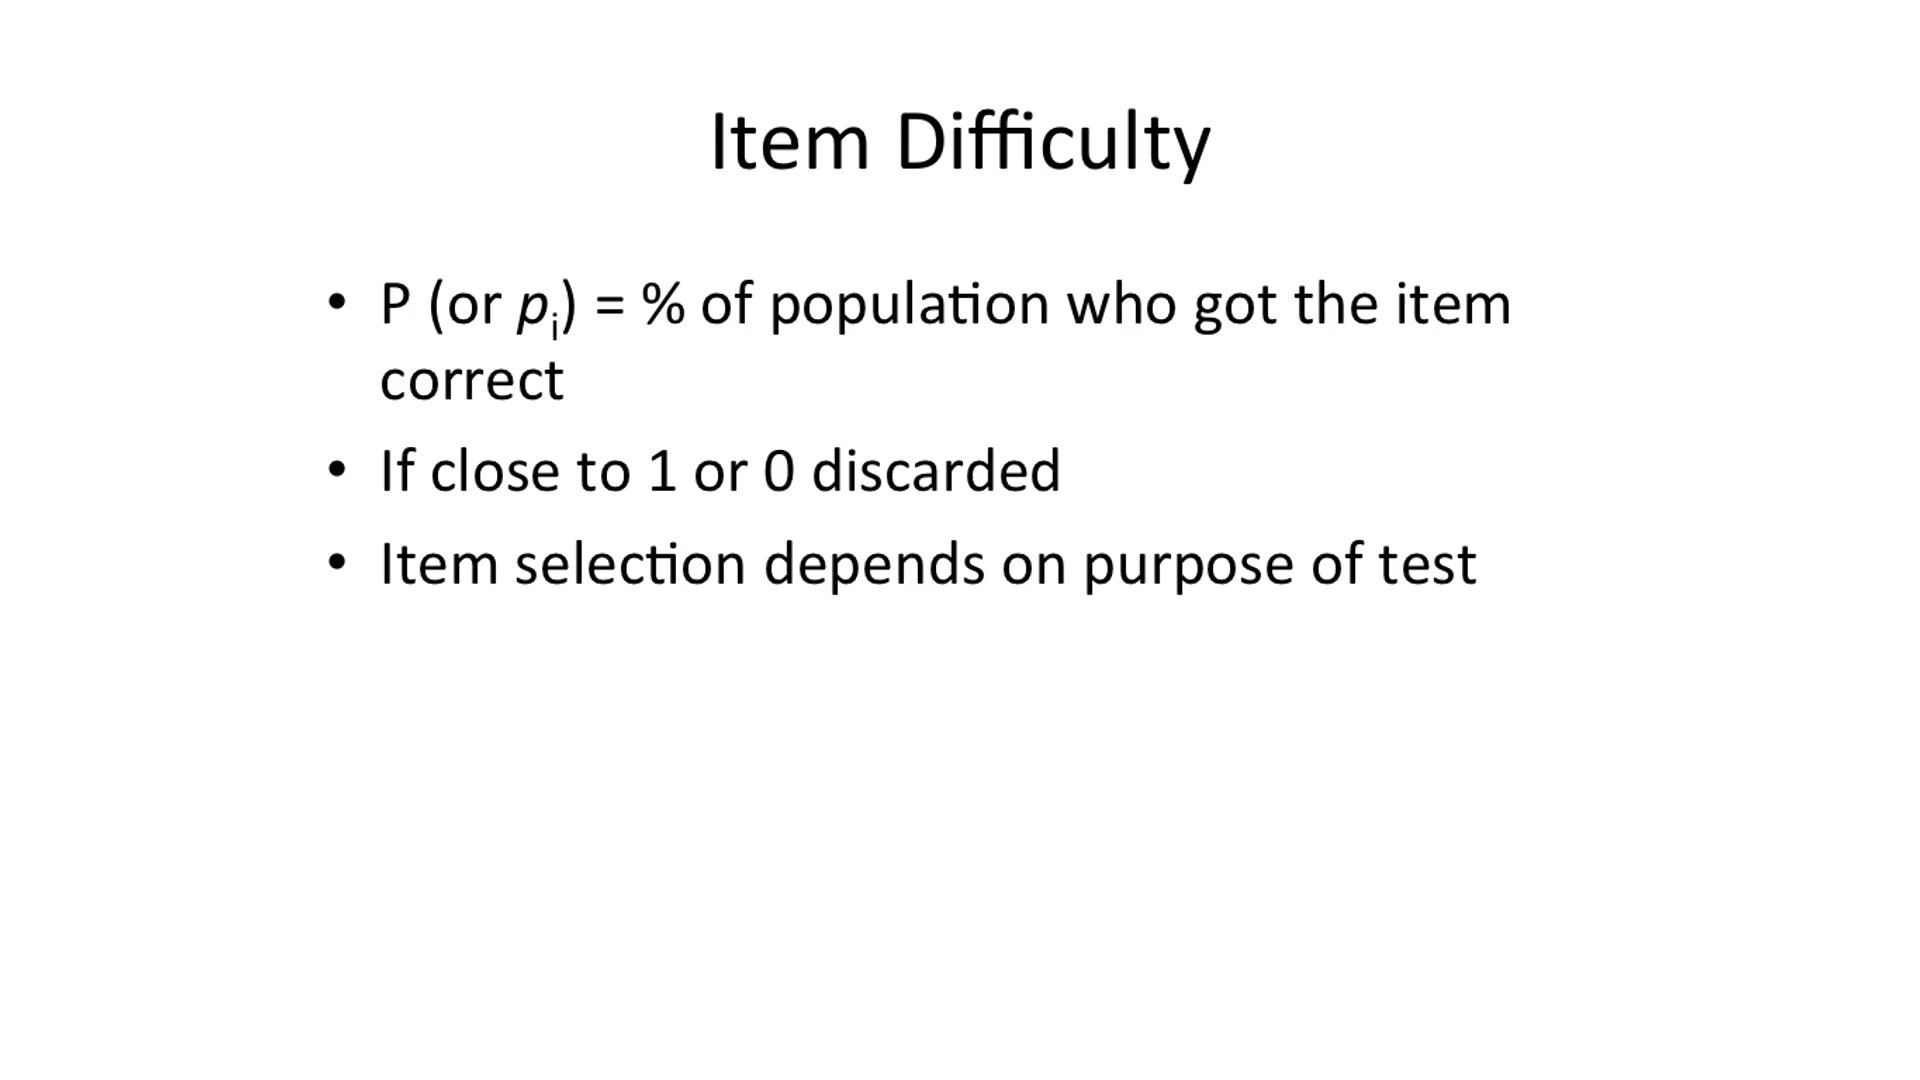 Item Difficulty
• P (or pi) = % of population who got the item
correct
• If close to 1 or 0 discarded
• Item selection depends on purpose of test